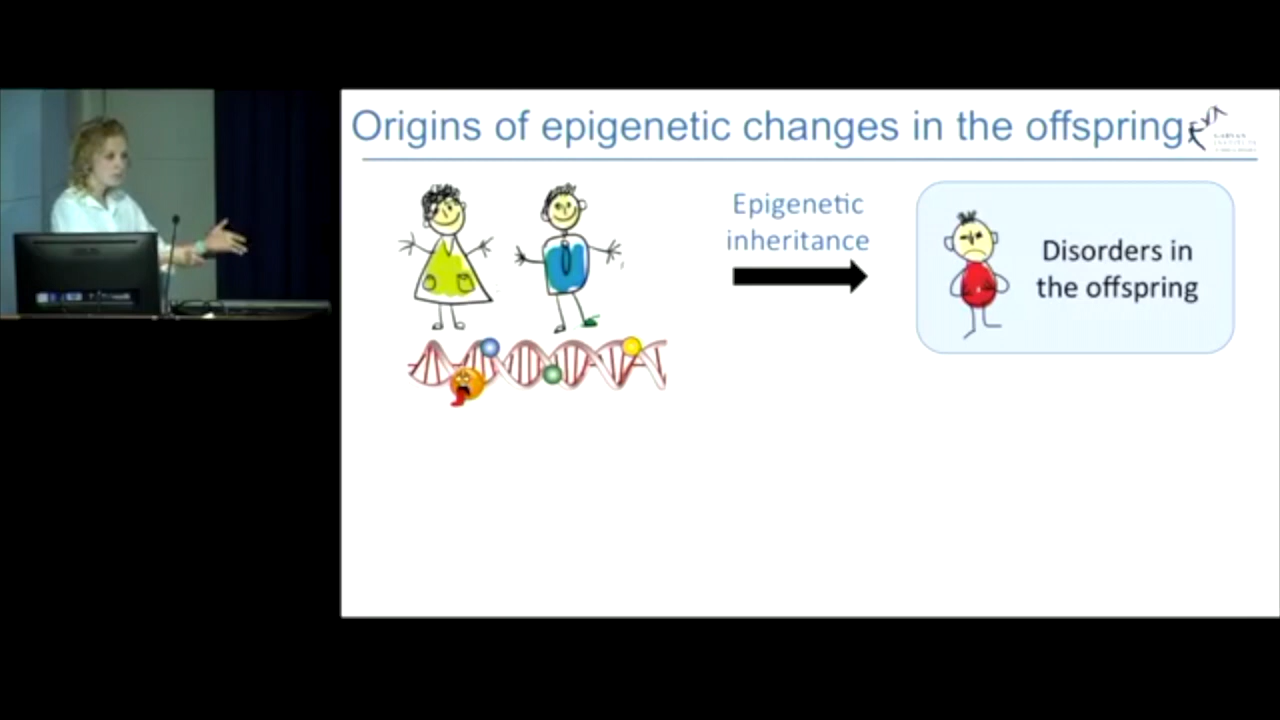 Origins of epigenetic changes in the offspring
Epigenetic
inheritance
Disorders in
the offspring